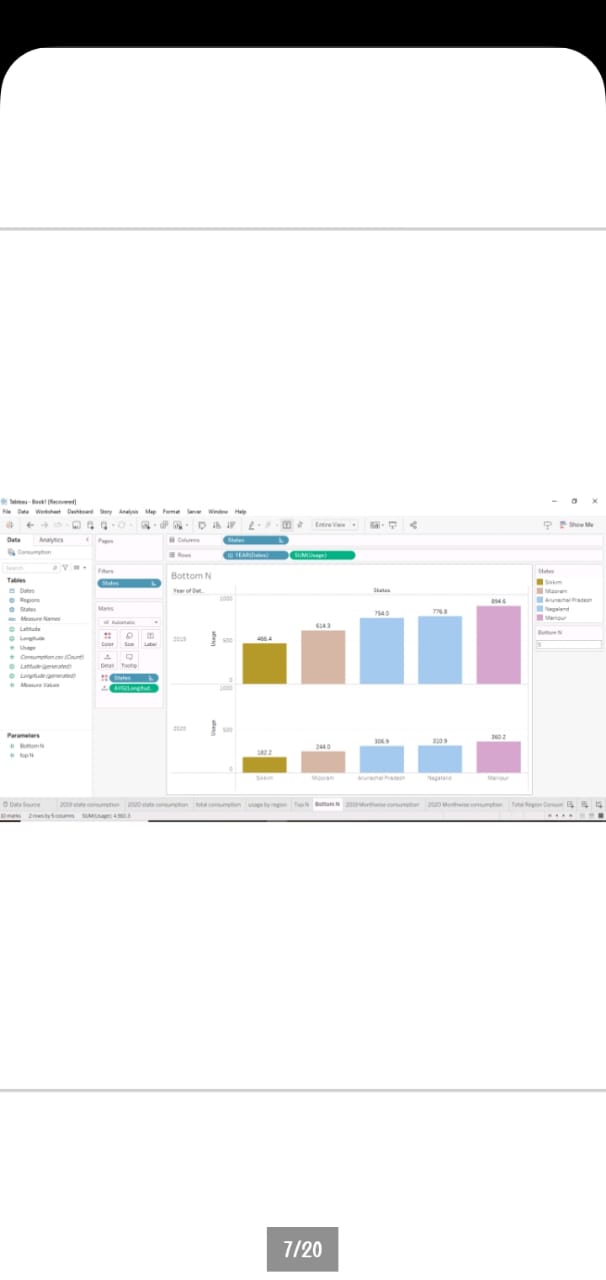 Tableau - Book1 [Recovered]
File Data Worksheet Dashboard Story Analysis Map Format Server Window Help
Entire View
Show Me
Data Analytics
Consumption
Search
Tables
Dates
Regions
States
Abc Measure Names
Latitude
Longitude
Usage
Consumption.csv (Count)
Latitude (generated)
Longitude (generated)
Measure Values
Parameters
Bottom N
top N
Pages
Filters
States
Marks
Automatic
Color Size Label
Detail Tooltip
States
AVG(Longitud..
Columns States
Rows YEAR(Dates) SUM(Usage)
Bottom N
Year of Dat.. States
2019 Usage 1000 500 0
466.4 614.3 754.0 776.8 894.6
2020 Usage 1000 500 0
182.2 244.0 306.9 310.9 360.2
Sikkim Mizoram Arunachal Pradesh Nagaland Manipur
States
Sikkim
Mizoram
Arunachal Pradesh
Nagaland
Manipur
Bottom N
5
Data Source 2019 state consumption 2020 state consumption total consumption usage by region Top N Bottom N 2019 Monthwise consumption 2020 Monthwise consumption Total Region Consum
10 marks 2 rows by 5 columns SUM(Usage): 4,910.3
7/20